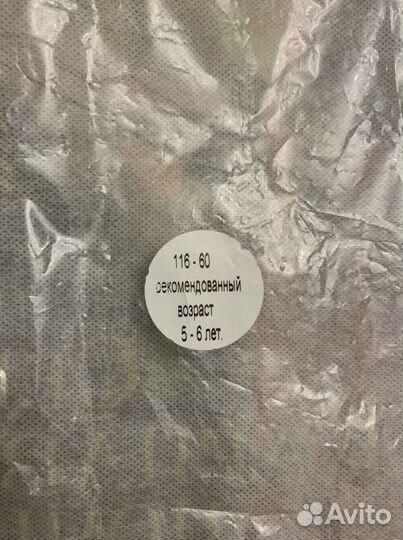 116 - 60
рекомендованный
возраст
5 - 6 лет.
Avito